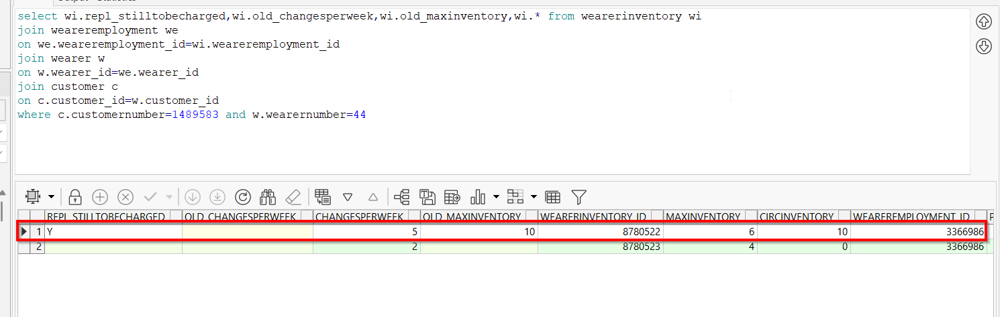 select wi.repl_stilltobecharged,wi.old_changesperweek,wi.old_maxinventory,wi.* from wearerinventory wi
join weareremployment we
on we.weareremployment_id=wi.weareremployment_id
join wearer w
on w.wearer_id=we.wearer_id
join customer c
on c.customer_id=w.customer_id
where c.customernumber=1489583 and w.wearernumber=44
REPL_STILLTOBECHARGED OLD_CHANGESPERWEEK CHANGESPERWEEK OLD_MAXINVENTORY WEARERINVENTORY_ID MAXINVENTORY CIRCINVENTORY WEAREREMPLOYMENT_ID
1 Y 5 10 8780522 6 10 3366986
2 2 8780523 4 0 3366986